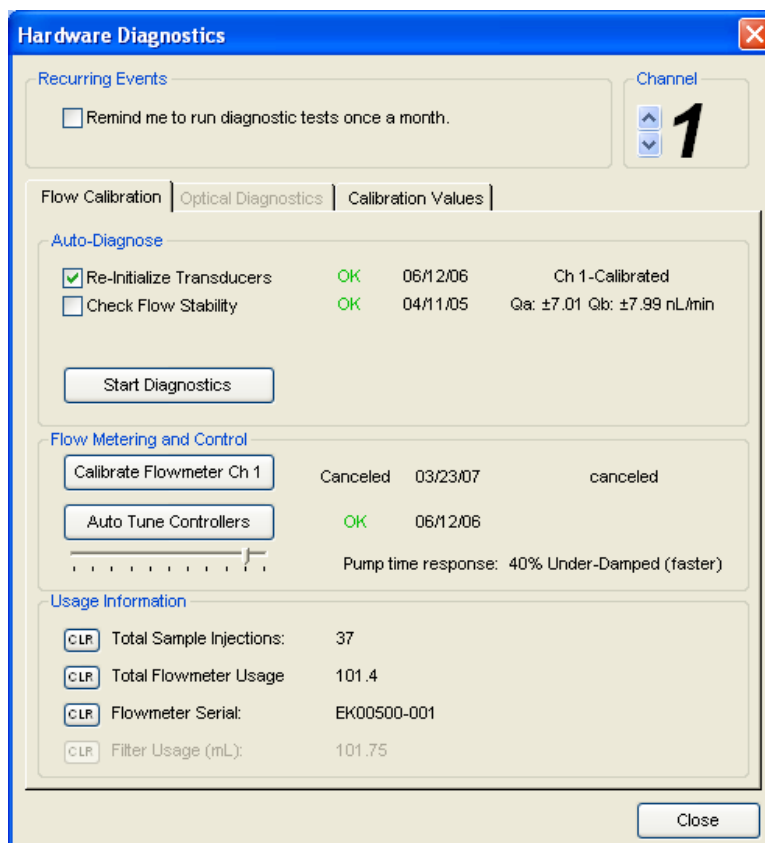 Hardware Diagnostics
Recurring Events
Remind me to run diagnostic tests once a month.
Channel
1
Flow Calibration
Optical Diagnostics
Calibration Values
Auto-Diagnose
Re-Initialize Transducers OK 06/12/06 Ch 1-Calibrated
Check Flow Stability OK 04/11/05 Qa: ±7.01 Qb: ±7.99 nL/min
Start Diagnostics
Flow Metering and Control
Calibrate Flowmeter Ch 1 Canceled 03/23/07 canceled
Auto Tune Controllers OK 06/12/06
Pump time response: 40% Under-Damped (faster)
Usage Information
CLR Total Sample Injections: 37
CLR Total Flowmeter Usage 101.4
CLR Flowmeter Serial: EK00500-001
CLR Filter Usage (mL): 101.75
Close